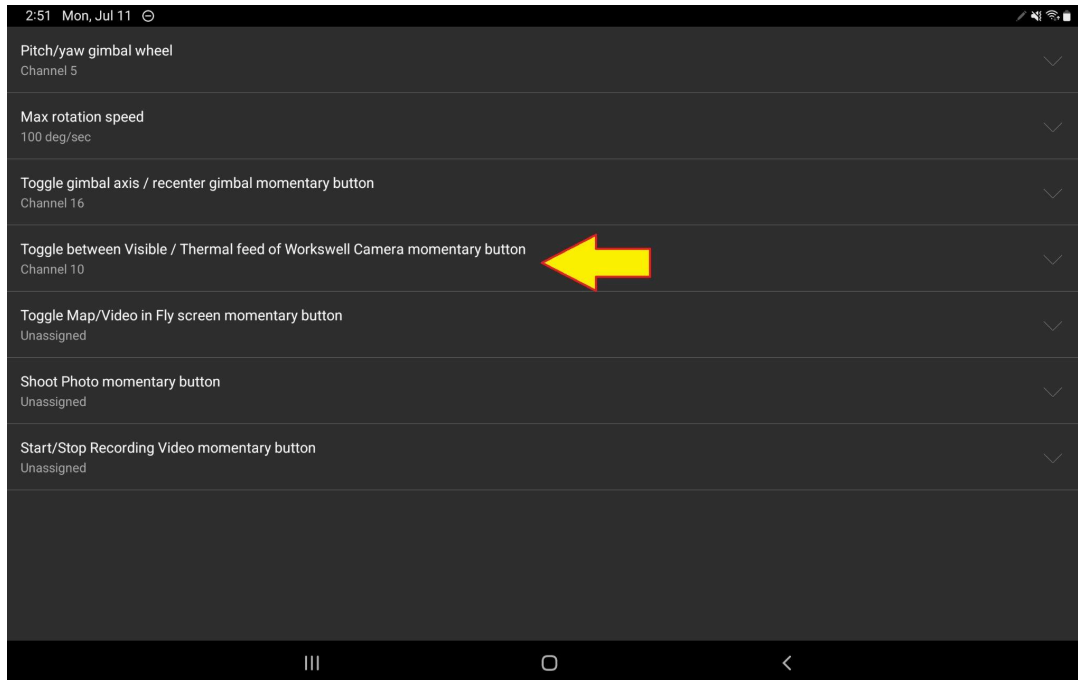 2:51 Mon, Jul 11
Pitch/yaw gimbal wheel
Channel 5
Max rotation speed
100 deg/sec
Toggle gimbal axis / recenter gimbal momentary button
Channel 16
Toggle between Visible / Thermal feed of Workswell Camera momentary button
Channel 10
Toggle Map/Video in Fly screen momentary button
Unassigned
Shoot Photo momentary button
Unassigned
Start/Stop Recording Video momentary button
Unassigned